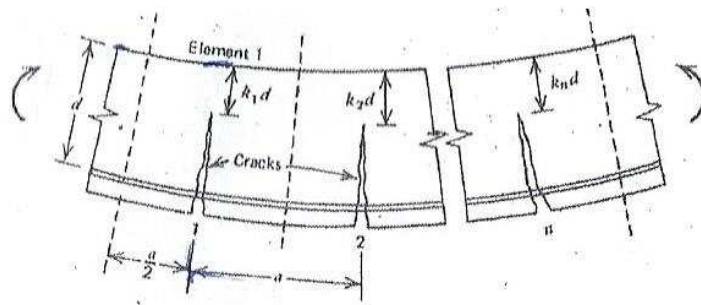 Element 1
d
k₁d
k₂d
kₙd
Cracks
1
2
n
a/2
a